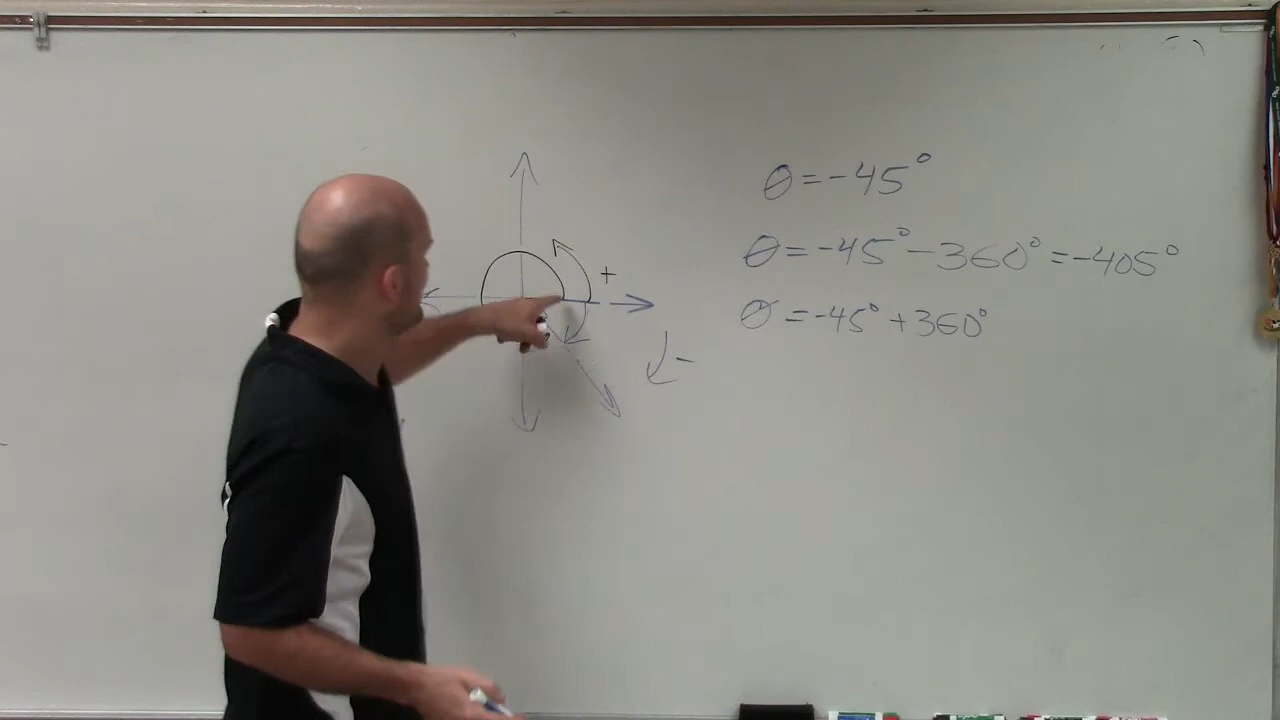 θ = -45°
θ = -45° - 360° = -405°
θ = -45° + 360°
+
-